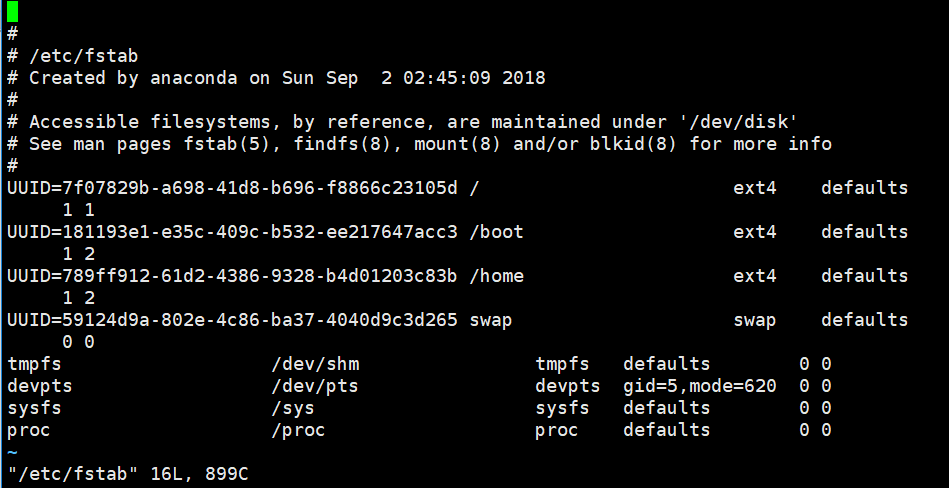 #
# /etc/fstab
# Created by anaconda on Sun Sep  2 02:45:09 2018
#
# Accessible filesystems, by reference, are maintained under '/dev/disk'
# See man pages fstab(5), findfs(8), mount(8) and/or blkid(8) for more info
#
UUID=7f07829b-a698-41d8-b696-f8866c23105d /                       ext4    defaults
     1 1
UUID=181193e1-e35c-409c-b532-ee217647acc3 /boot                   ext4    defaults
     1 2
UUID=789ff912-61d2-4386-9328-b4d01203c83b /home                   ext4    defaults
     1 2
UUID=59124d9a-802e-4c86-ba37-4040d9c3d265 swap                    swap    defaults
     0 0
tmpfs                   /dev/shm                tmpfs   defaults        0 0
devpts                  /dev/pts                devpts  gid=5,mode=620  0 0
sysfs                   /sys                    sysfs   defaults        0 0
proc                    /proc                   proc    defaults        0 0
~
"/etc/fstab" 16L, 899C